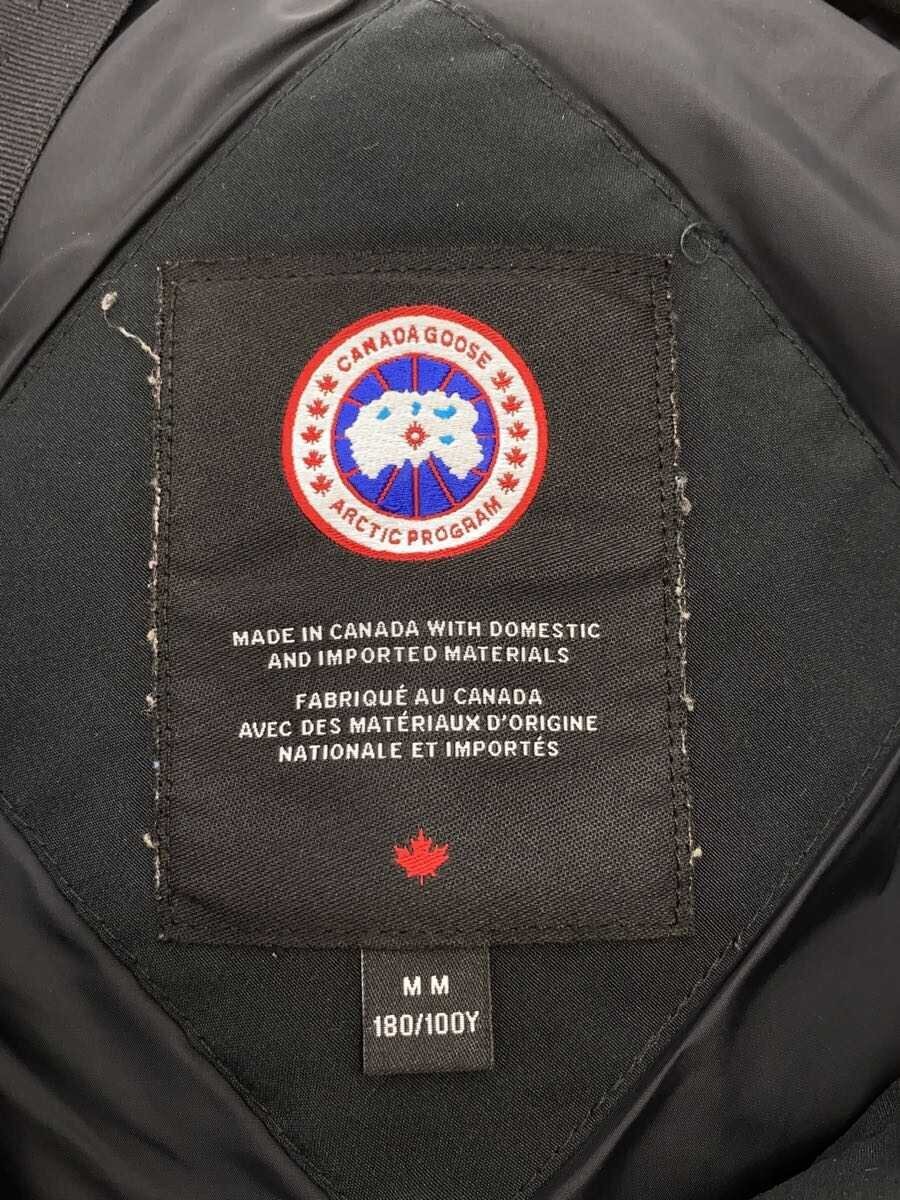 CANADA GOOSE
ARCTIC PROGRAM
MADE IN CANADA WITH DOMESTIC
AND IMPORTED MATERIALS
FABRIQUÉ AU CANADA
AVEC DES MATÉRIAUX D'ORIGINE
NATIONALE ET IMPORTÉS
M M
180/100Y